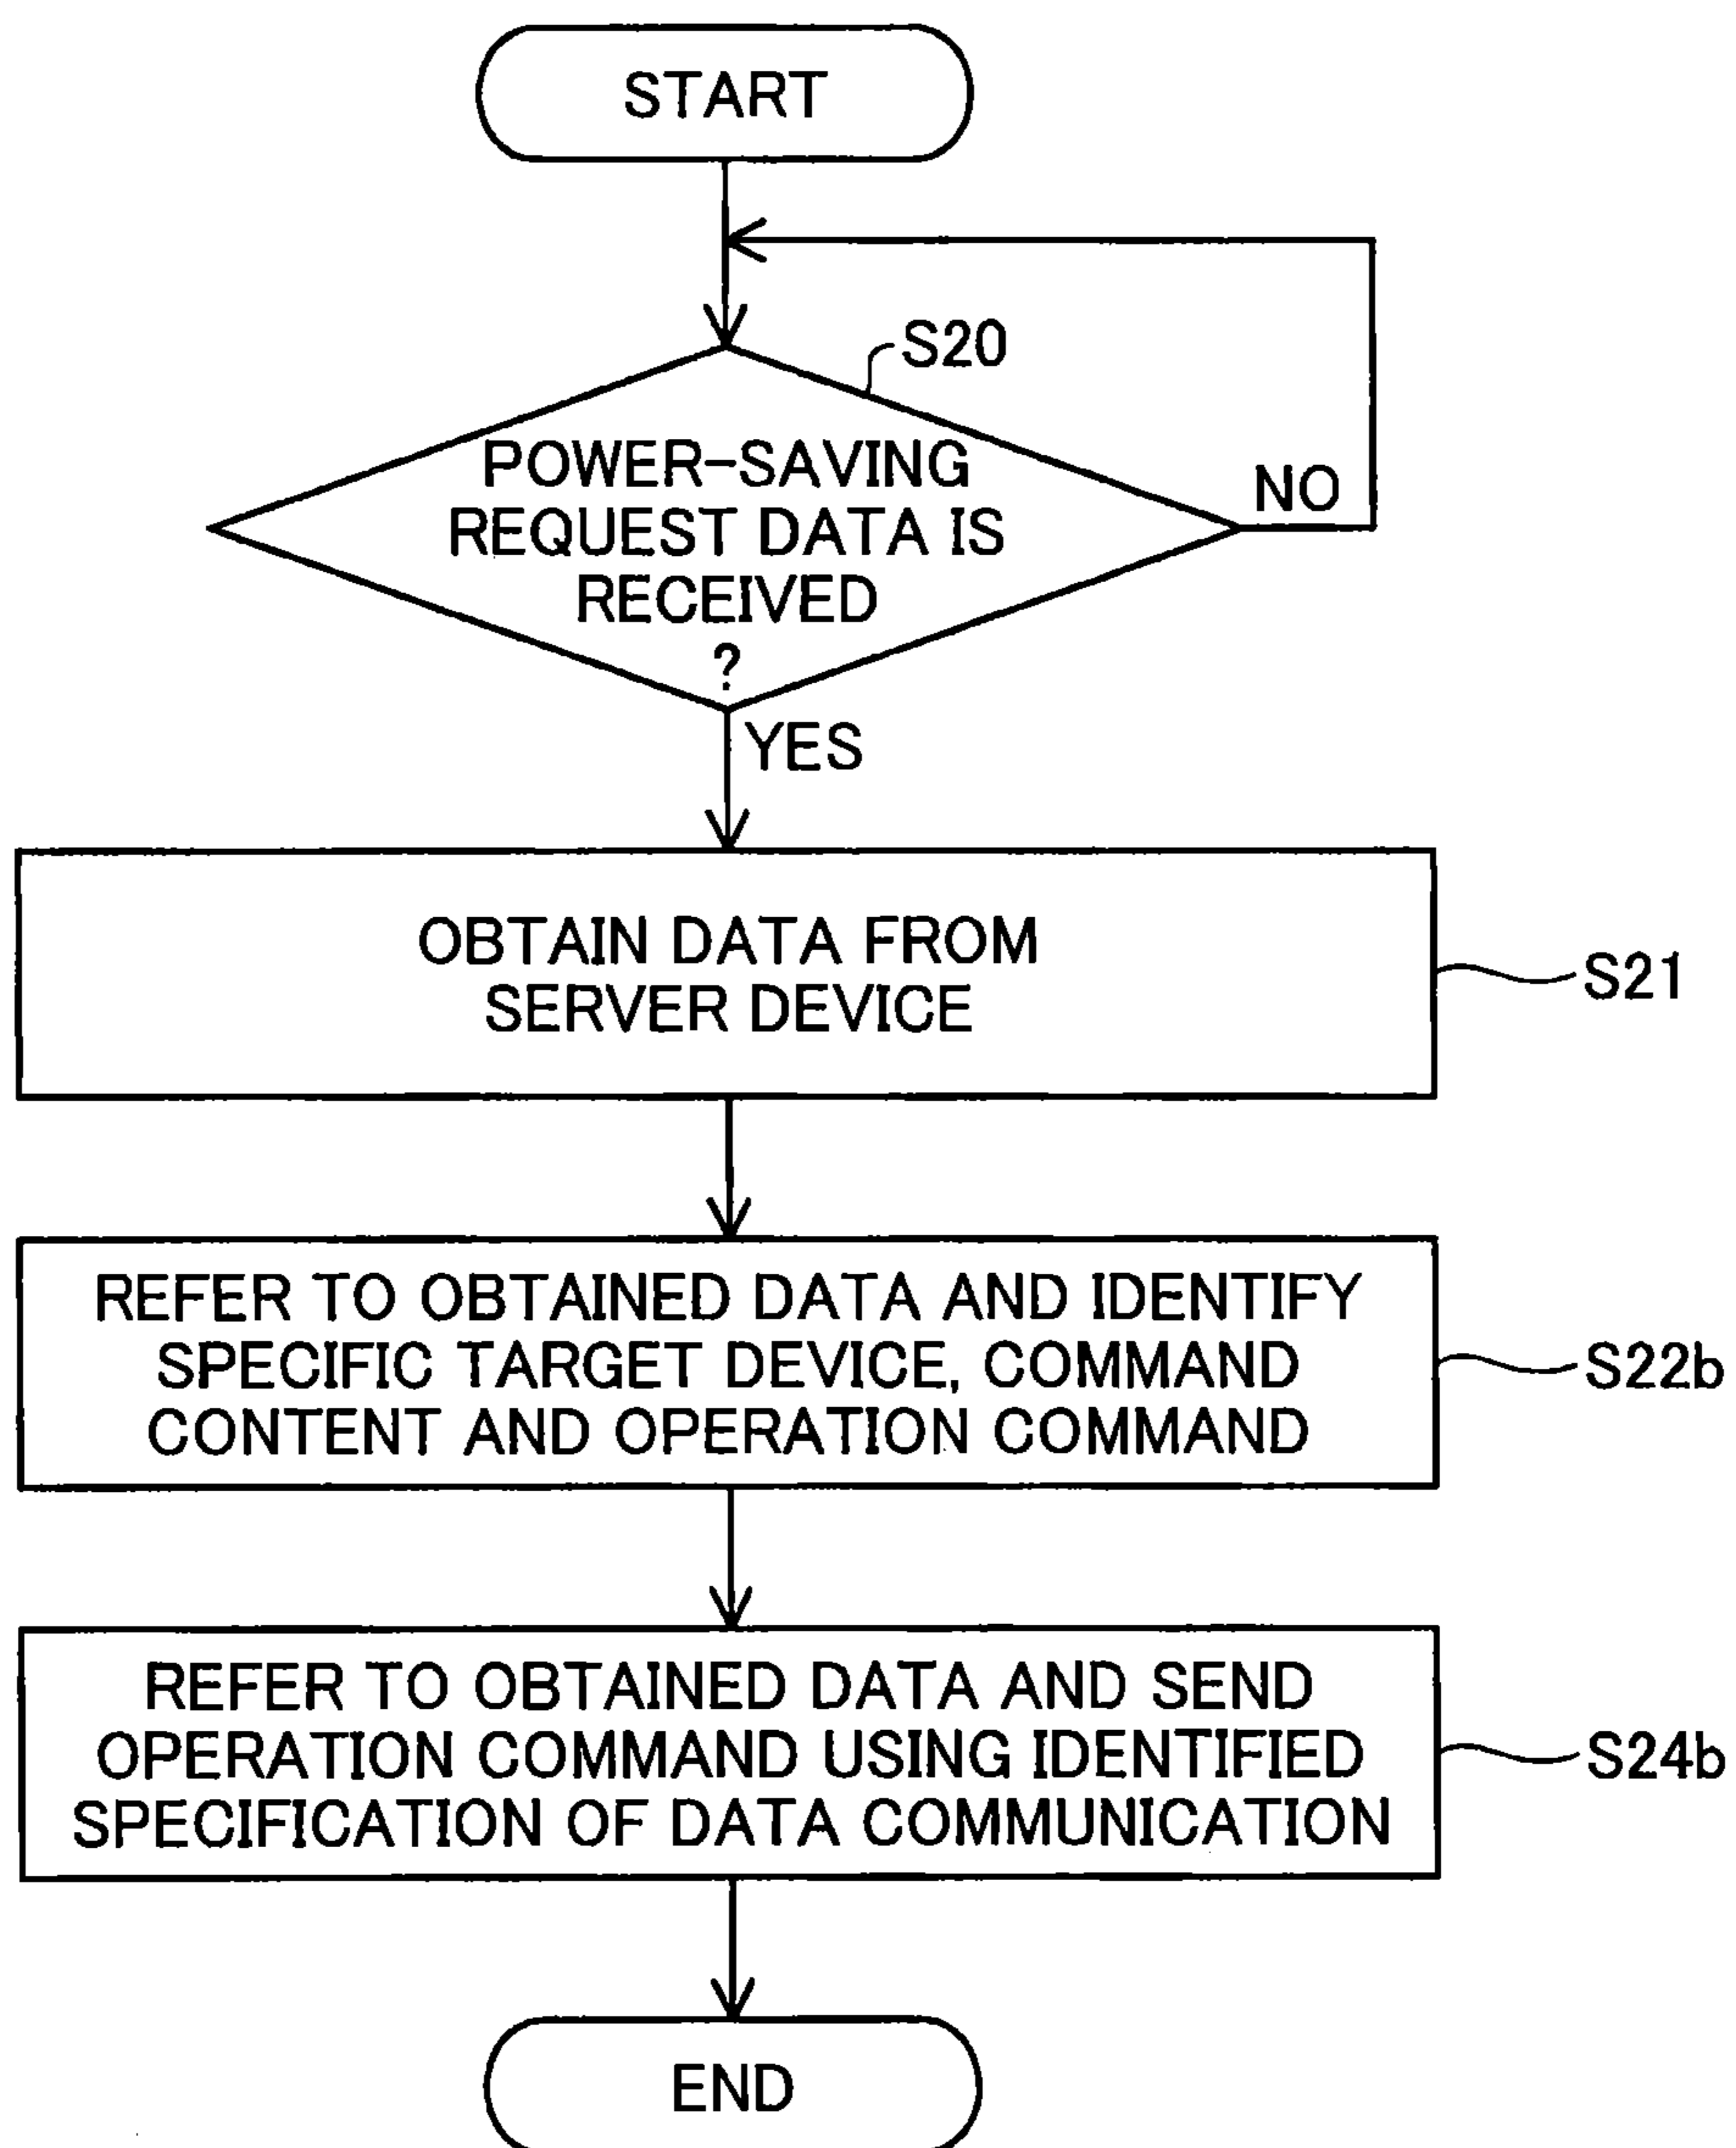 START
S20
POWER-SAVING
REQUEST DATA IS
RECEIVED
?
NO
YES
OBTAIN DATA FROM
SERVER DEVICE
S21
REFER TO OBTAINED DATA AND IDENTIFY
SPECIFIC TARGET DEVICE, COMMAND
CONTENT AND OPERATION COMMAND
S22b
REFER TO OBTAINED DATA AND SEND
OPERATION COMMAND USING IDENTIFIED
SPECIFICATION OF DATA COMMUNICATION
S24b
END